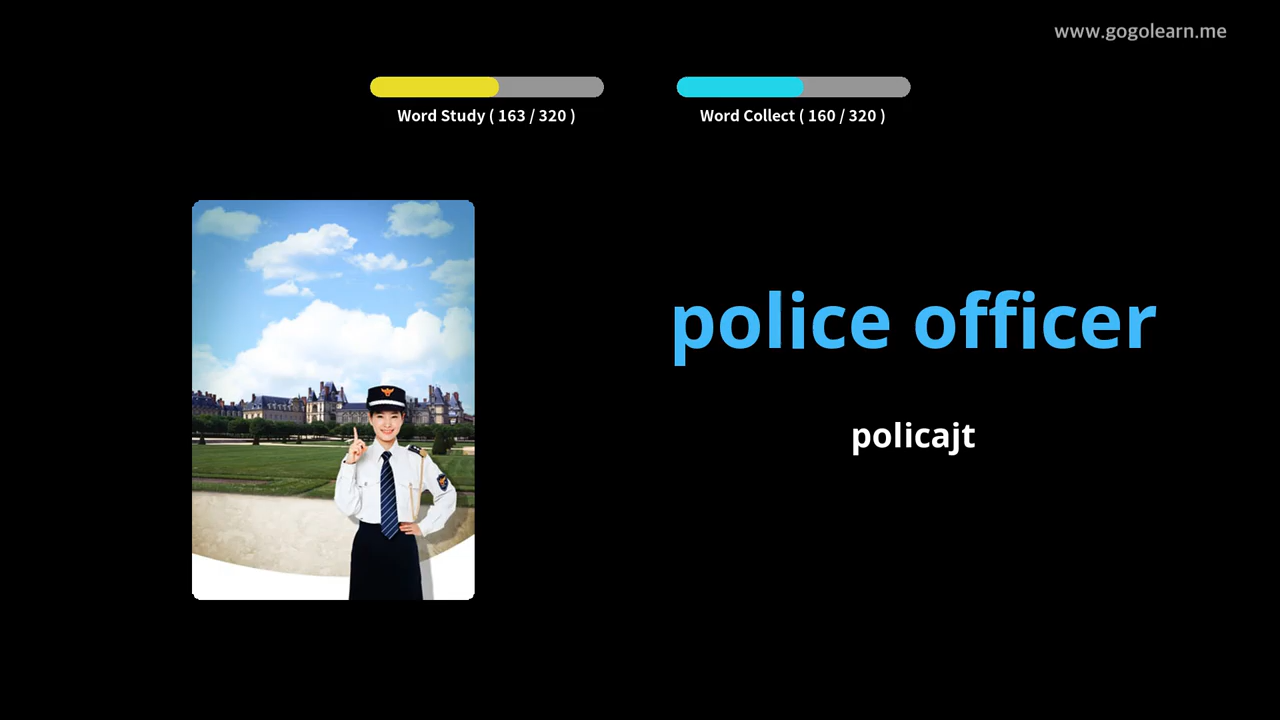 www.gogolearn.me
Word Study ( 163 / 320 )
Word Collect ( 160 / 320 )
police officer
policajt